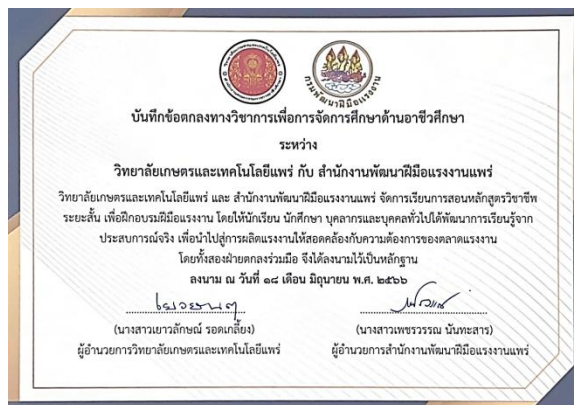 กรมพัฒนาฝีมือแรงงาน
บันทึกข้อตกลงทางวิชาการเพื่อการจัดการศึกษาด้านอาชีวศึกษา
ระหว่าง
วิทยาลัยเกษตรและเทคโนโลยีแพร่ กับ สำนักงานพัฒนาฝีมือแรงงานแพร่
วิทยาลัยเกษตรและเทคโนโลยีแพร่ และ สำนักงานพัฒนาฝีมือแรงงานแพร่ จัดการเรียนการสอนหลักสูตรวิชาชีพ
ระยะสั้น เพื่อฝึกอบรมฝีมือแรงงาน โดยให้นักเรียน นักศึกษา บุคลากรและบุคคลทั่วไปได้พัฒนาการเรียนรู้จาก
ประสบการณ์จริง เพื่อนำไปสู่การผลิตแรงงานให้สอดคล้องกับความต้องการของตลาดแรงงาน
โดยทั้งสองฝ่ายตกลงร่วมมือ จึงได้ลงนามไว้เป็นหลักฐาน
ลงนาม ณ วันที่ ๑๘ เดือน มิถุนายน พ.ศ. ๒๕๖๖
(นางสาวเยาวลักษณ์ รอดเกลี้ยง) (นางสาวเพชรวรรณ นันทะสาร)
ผู้อำนวยการวิทยาลัยเกษตรและเทคโนโลยีแพร่ ผู้อำนวยการสำนักงานพัฒนาฝีมือแรงงานแพร่